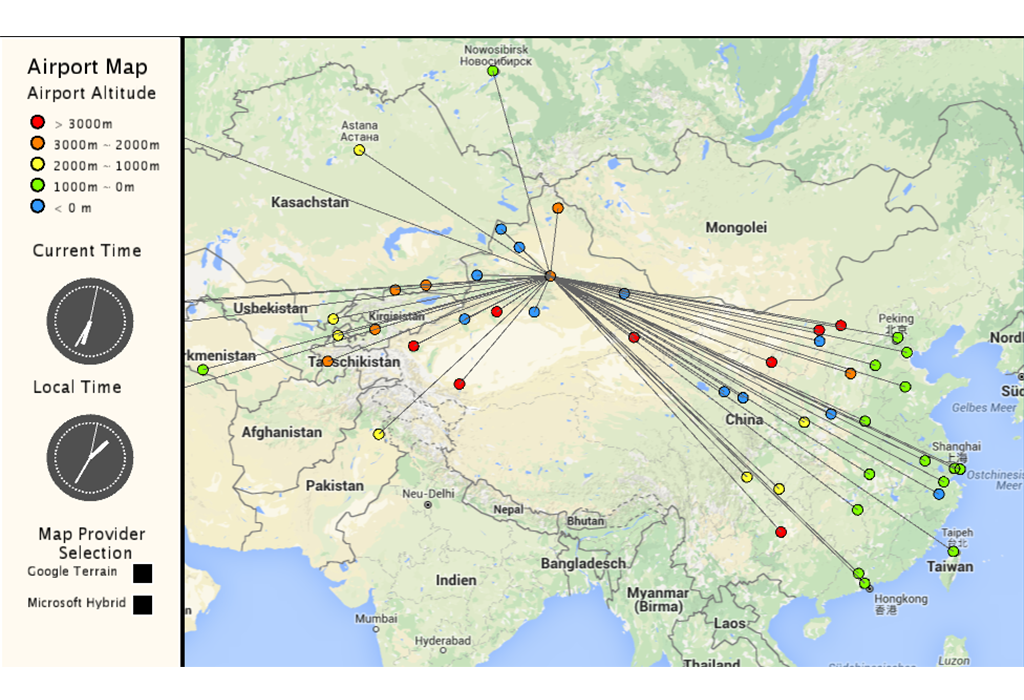 Airport Map
Airport Altitude
> 3000m
3000m ~ 2000m
2000m ~ 1000m
1000m ~ 0m
< 0 m
Current Time
Local Time
Map Provider
Selection
Google Terrain
Microsoft Hybrid
Nowosibirsk
Новосибирск
Astana
Астана
Kasachstan
Mongolei
Usbekistan
Kirgisistan
Peking
北京
Nordk
rkmenistan
Tadschikistan
Süd
Gelbes Meer
China
Afghanistan
Shanghai
上海
Ostchinesis
Meer
Pakistan
Neu-Delhi
Nepal
Bhutan
Taipeh
台北
Taiwan
Bangladesch
Indien
Myanmar
(Birma)
Hongkong
香港
n
Mumbai
Laos
Hyderabad
Thailand
Südchinesisches
Luzon